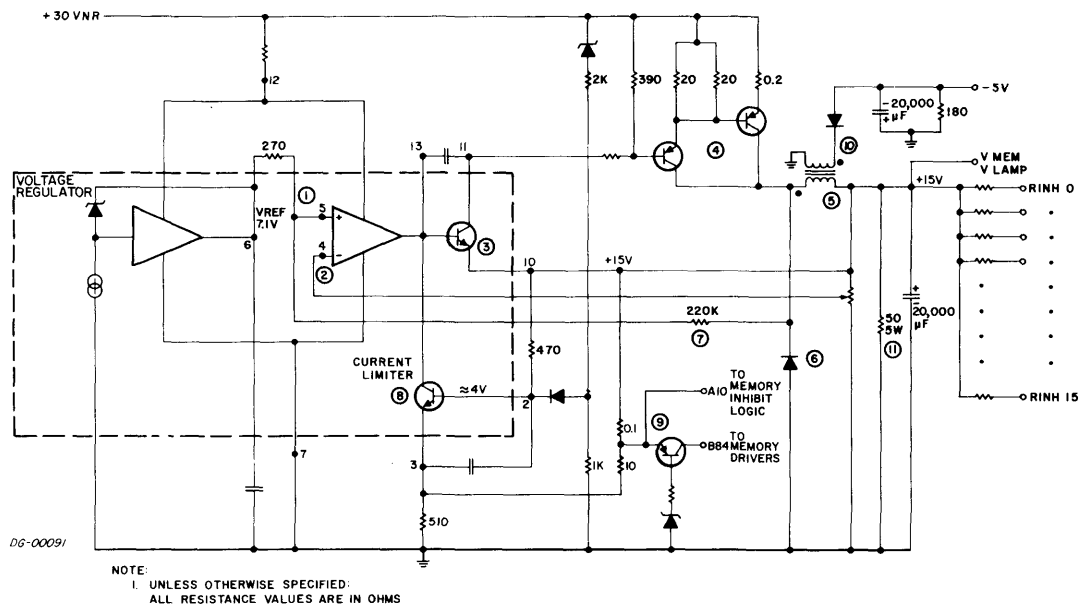 +30 VNR
12
2K
390
20
20
0.2
-5V
-20,000
+ µF
180
270
13
11
④
⑩
V MEM
V LAMP
VOLTAGE
REGULATOR
①
VREF
7.1V
5
+
③
⑤
+15V
RINH 0
6
4
-
②
10
+15V
220K
⑦
+
-20,000
µF
50
5W
⑪
470
⑥
CURRENT
LIMITER
⑧
≈4V
2
TO
A10 MEMORY
INHIBIT
LOGIC
⑨
TO
B84 MEMORY
DRIVERS
RINH 15
0.1
7
3
1K
10
510
DG-00091
NOTE:
1. UNLESS OTHERWISE SPECIFIED:
ALL RESISTANCE VALUES ARE IN OHMS